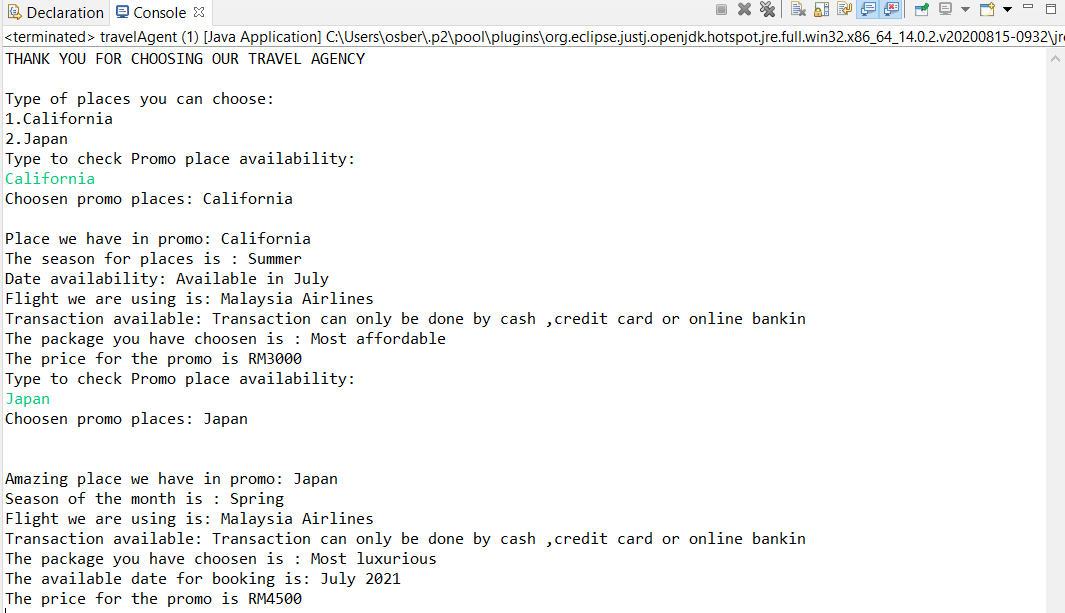 Declaration Console
<terminated> travelAgent (1) [Java Application] C:\Users\osber\.p2\pool\plugins\org.eclipse.justj.openjdk.hotspot.jre.full.win32.x86_64_14.0.2.v20200815-0932\jre
THANK YOU FOR CHOOSING OUR TRAVEL AGENCY
Type of places you can choose:
1.California
2.Japan
Type to check Promo place availability:
California
Choosen promo places: California
Place we have in promo: California
The season for places is : Summer
Date availability: Available in July
Flight we are using is: Malaysia Airlines
Transaction available: Transaction can only be done by cash ,credit card or online bankin
The package you have choosen is : Most affordable
The price for the promo is RM3000
Type to check Promo place availability:
Japan
Choosen promo places: Japan
Amazing place we have in promo: Japan
Season of the month is : Spring
Flight we are using is: Malaysia Airlines
Transaction available: Transaction can only be done by cash ,credit card or online bankin
The package you have choosen is : Most luxurious
The available date for booking is: July 2021
The price for the promo is RM4500